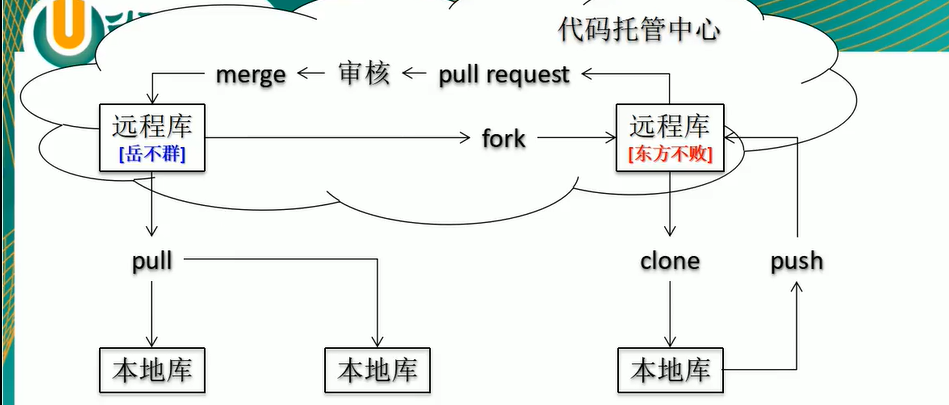 代码托管中心
merge
审核
pull request
远程库
[岳不群]
fork
远程库
[东方不败]
pull
clone
push
本地库
本地库
本地库